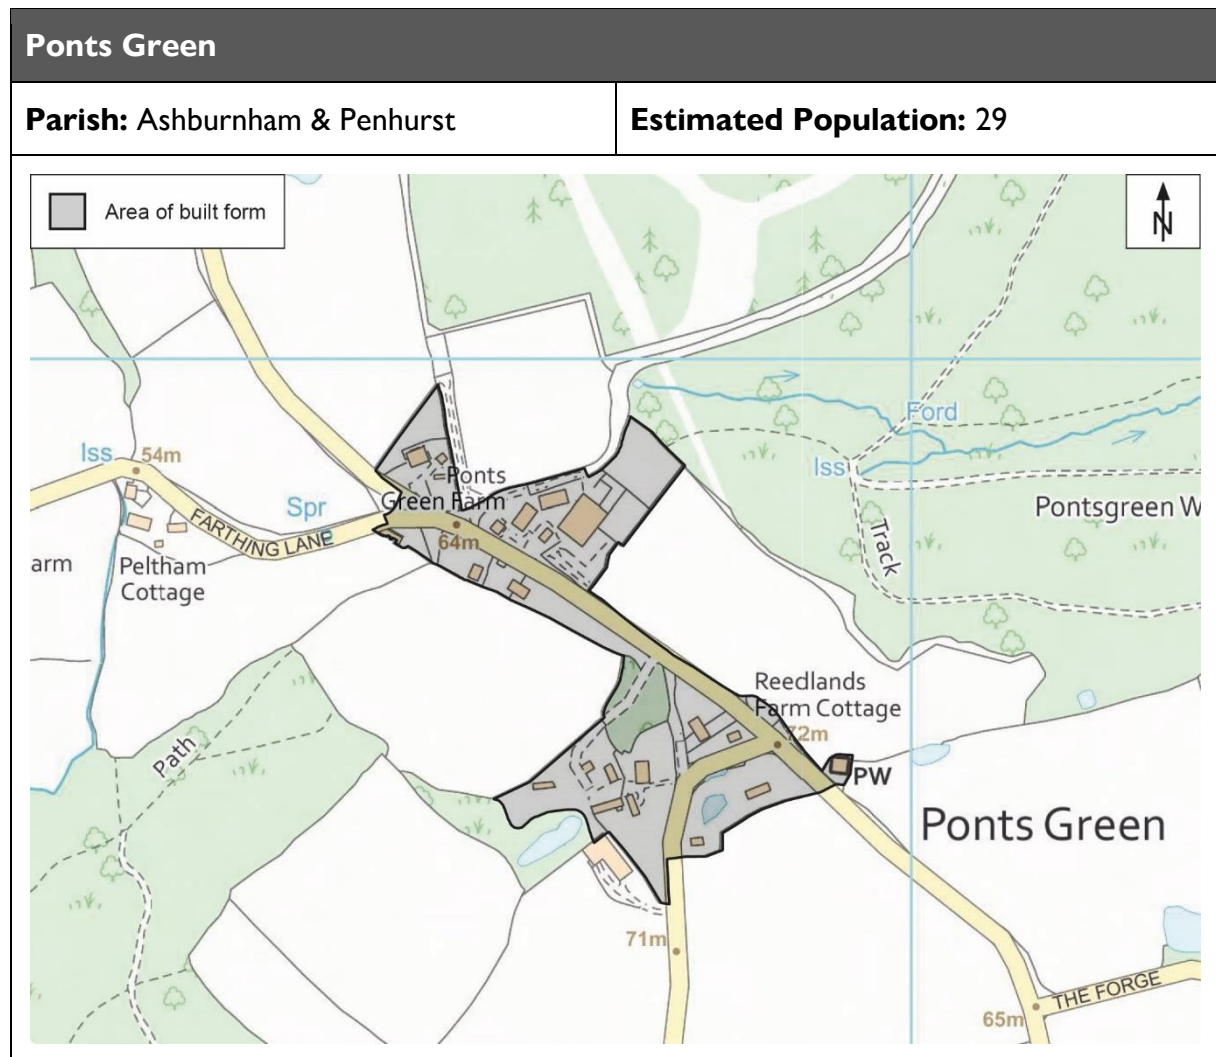 Ponts Green
Parish: Ashburnham & Penhurst
Estimated Population: 29
Area of built form
N
Ford
Iss
54m
Iss
Ponts
Green Farm
Spr
Pontsgreen W
FARTHING LANE
64m
Track
arm
Peltham
Cottage
Reedlands
Farm Cottage
72m
Path
PW
Ponts Green
71m
THE FORGE
65m